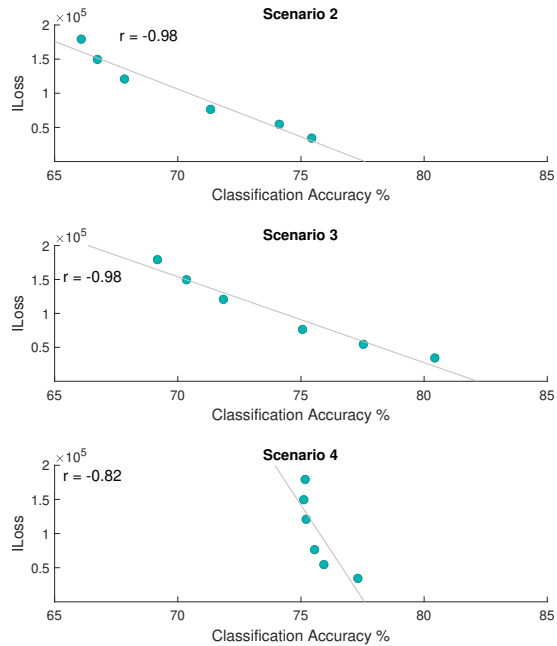 Scenario 2
×10^5
2
r = -0.98
1.5
ILoss
1
0.5
65 70 75 80 85
Classification Accuracy %
Scenario 3
×10^5
2
1.5
r = -0.98
ILoss
1
0.5
65 70 75 80 85
Classification Accuracy %
Scenario 4
×10^5
2
r = -0.82
1.5
ILoss
1
0.5
65 70 75 80 85
Classification Accuracy %